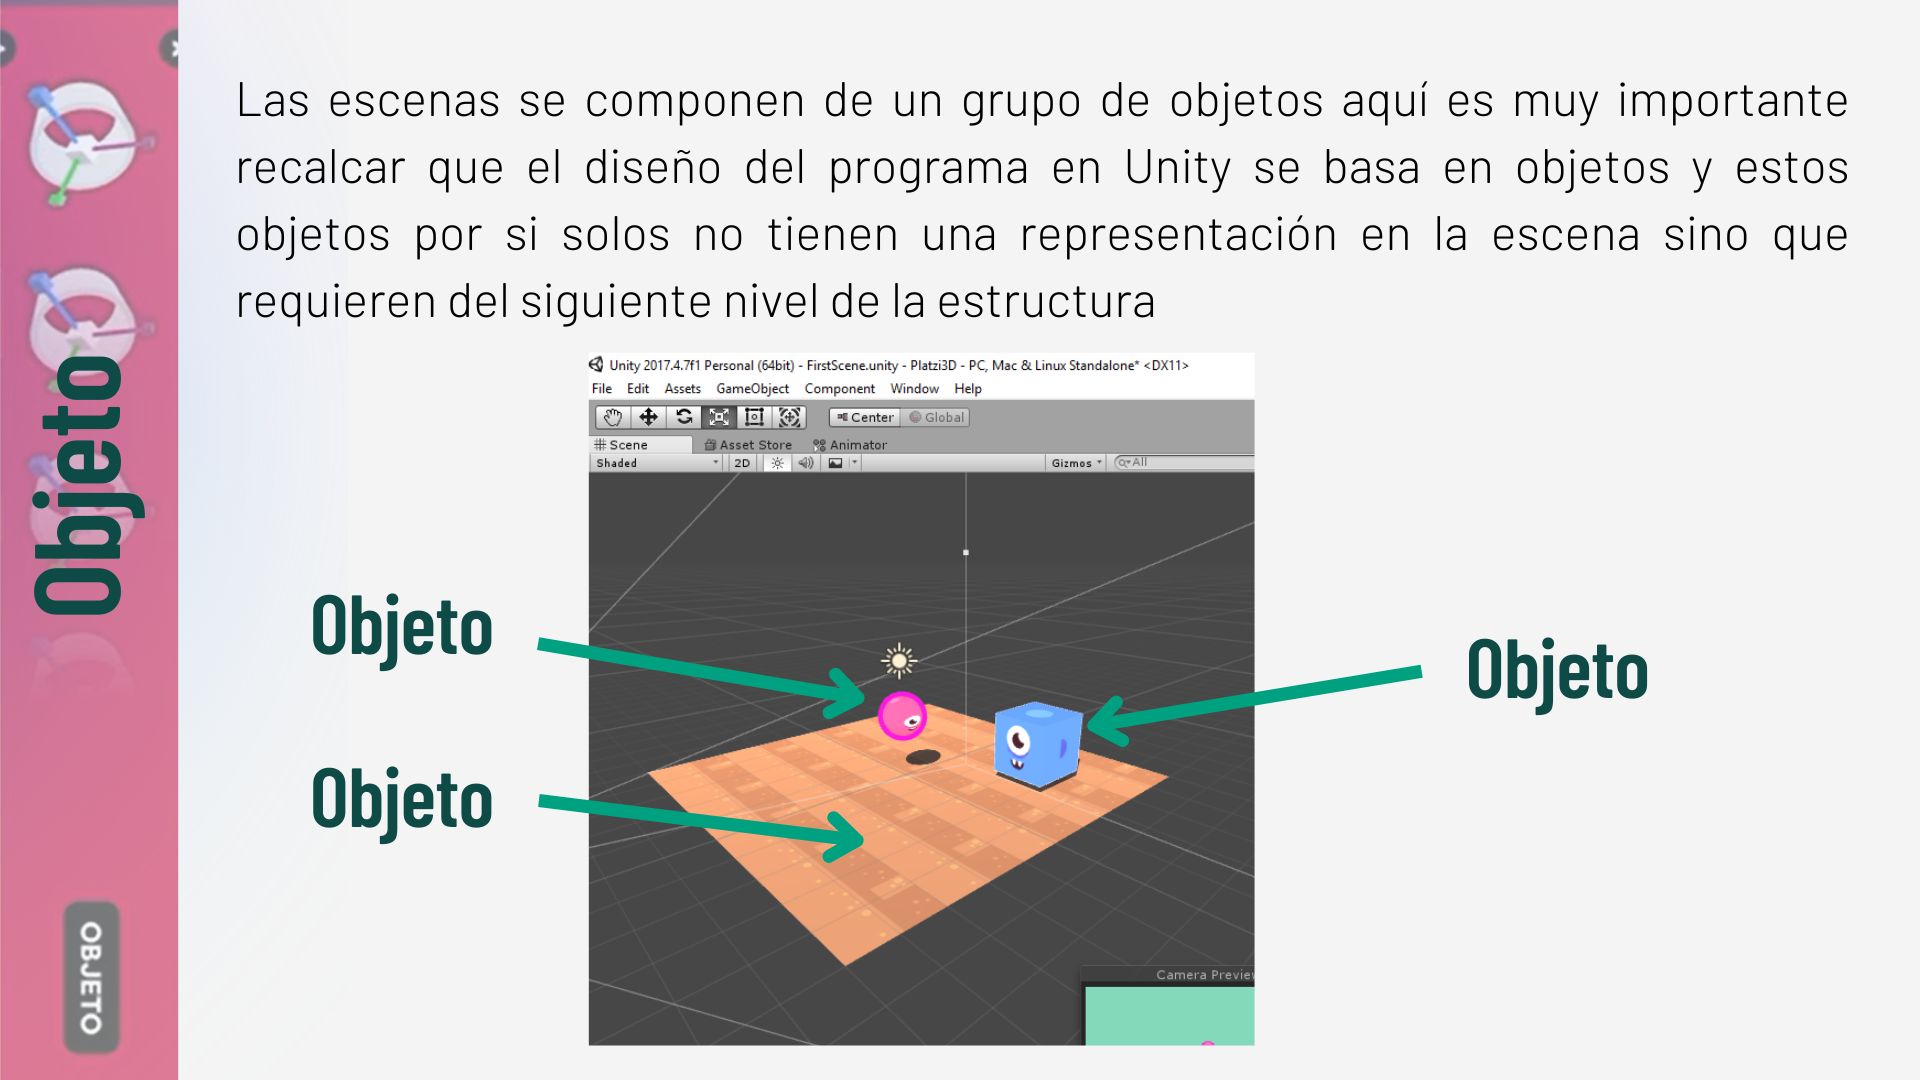 Las escenas se componen de un grupo de objetos aquí es muy importante
recalcar que el diseño del programa en Unity se basa en objetos y estos
objetos por si solos no tienen una representación en la escena sino que
requieren del siguiente nivel de la estructura
Objeto
OBJETO
Unity 2017.4.7f1 Personal (64bit) - FirstScene.unity - Platzi3D - PC, Mac & Linux Standalone* <DX11>
File Edit Assets GameObject Component Window Help
Center Global
Scene Asset Store Animator
Shaded 2D Gizmos All
Objeto
Objeto
Objeto
Camera Preview